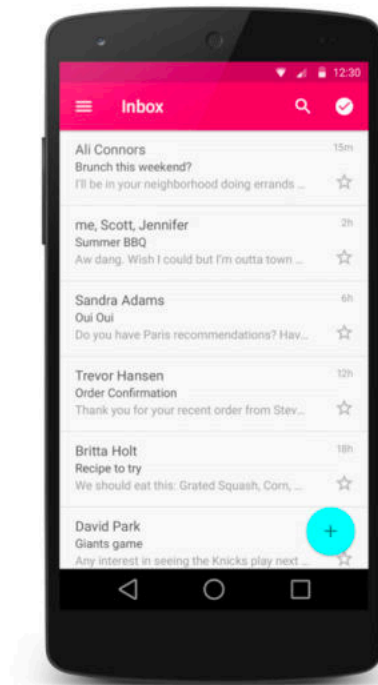 12:30
Inbox
Ali Connors 15m
Brunch this weekend?
I'll be in your neighborhood doing errands ...
me, Scott, Jennifer 2h
Summer BBQ
Aw dang. Wish I could but I'm outta town ...
Sandra Adams 6h
Oui Oui
Do you have Paris recommendations? Hav...
Trevor Hansen 12h
Order Confirmation
Thank you for your recent order from Stev...
Britta Holt 18h
Recipe to try
We should eat this: Grated Squash, Corn, ...
David Park
Giants game
Any interest in seeing the Knicks play next ...
+